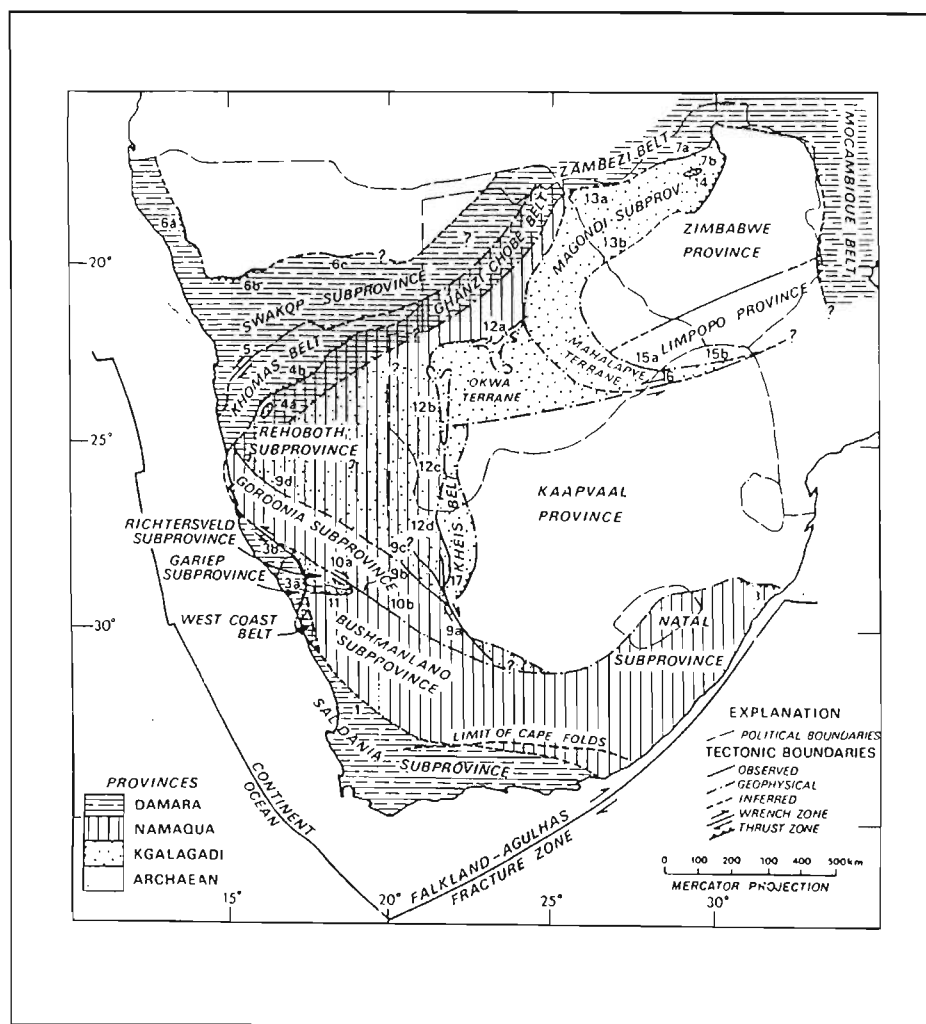 ZAMBEZI BELT
7a
7b
14
MOCAMBIQUE BELT
13a
MAGONDI SUBPROV
13b
ZIMBABWE
PROVINCE
6a
-20°
6b
6c
?
?
SWAKOP SUBPROVINCE
GHANZI CHOBE BELT
5
KHOMAS BELT
4b
4a
12a
LIMPOPO PROVINCE
?
?
MAHALAPYE
TERRANE
15a
15b
16
OKWA
TERRANE
?
12b
-25°
REHOBOTH
SUBPROVINCE
?
12c
KHEIS BELT
KAAPVAAL
PROVINCE
9d
GORDONIA SUBPROVINCE
12d
RICHTERSVELD
SUBPROVINCE
3b
9c
?
GARIEP
SUBPROVINCE
10a
9b
17
3a
11
10b
WEST COAST
BELT
-30°
9a
BUSHMANLAND
SUBPROVINCE
?
NATAL
SUBPROVINCE
1
SALDANIA
SUBPROVINCE
LIMIT OF CAPE FOLDS
CONTINENT
OCEAN
FALKLAND-AGULHAS
FRACTURE ZONE
PROVINCES
DAMARA
NAMAQUA
KGALAGADI
ARCHAEAN
EXPLANATION
POLITICAL BOUNDARIES
TECTONIC BOUNDARIES
OBSERVED
GEOPHYSICAL
INFERRED
WRENCH ZONE
THRUST ZONE
0 100 200 300 400 500km
MERCATOR PROJECTION
15° 20° 25° 30°